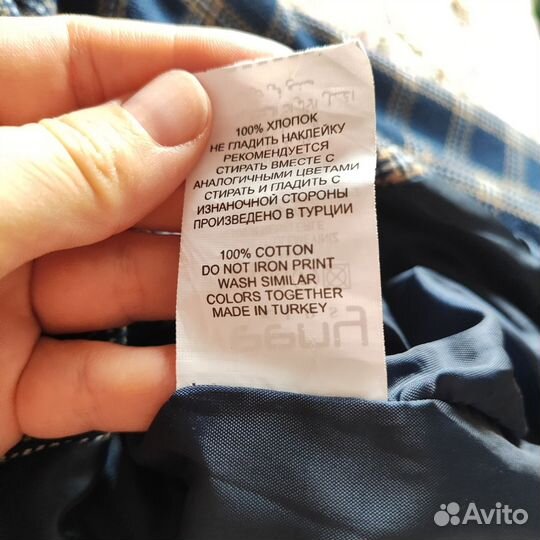 100% ХЛОПОК
НЕ ГЛАДИТЬ НАКЛЕЙКУ
РЕКОМЕНДУЕТСЯ
СТИРАТЬ ВМЕСТЕ С
АНАЛОГИЧНЫМИ ЦВЕТАМИ
СТИРАТЬ И ГЛАДИТЬ С
ИЗНАНОЧНОЙ СТОРОНЫ
ПРОИЗВЕДЕНО В ТУРЦИИ
100% COTTON
DO NOT IRON PRINT
WASH SIMILAR
COLORS TOGETHER
MADE IN TURKEY
Avito